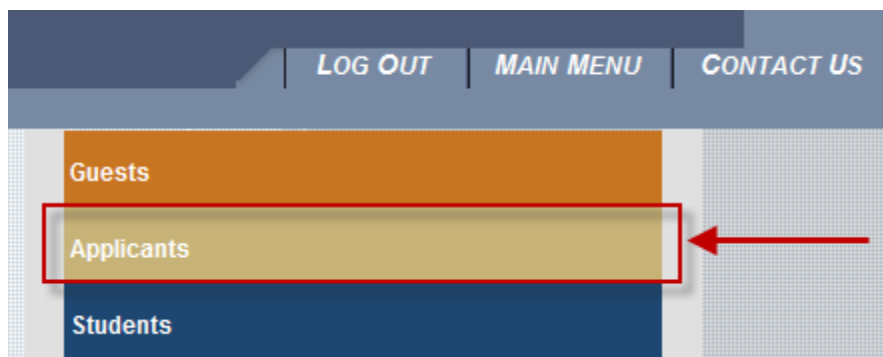 LOG OUT MAIN MENU CONTACT US
Guests
Applicants
Students